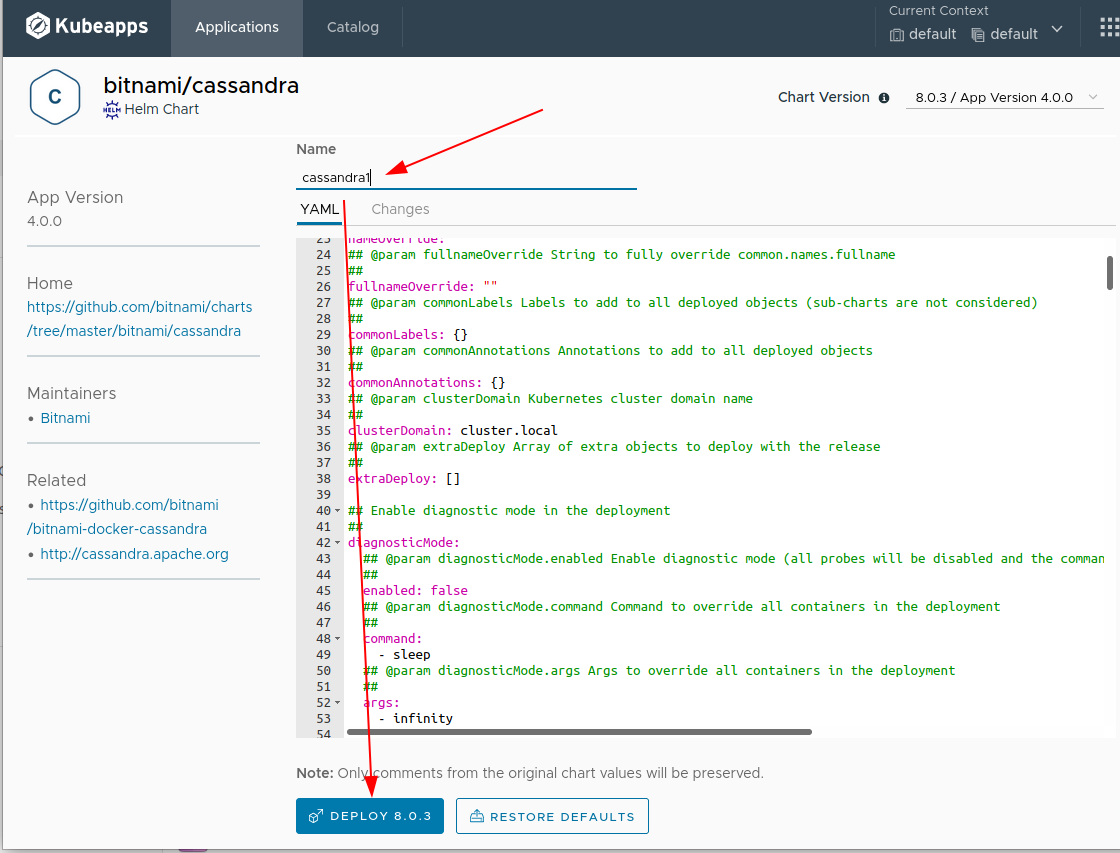 Kubeapps
Applications
Catalog
Current Context
default default
C
bitnami/cassandra
HELM
Helm Chart
Chart Version
8.0.3 / App Version 4.0.0
App Version
4.0.0
Home
https://github.com/bitnami/charts
/tree/master/bitnami/cassandra
Maintainers
• Bitnami
Related
• https://github.com/bitnami
/bitnami-docker-cassandra
• http://cassandra.apache.org
Name
cassandra1
YAML Changes
23 nameOverride:
24 ## @param fullnameOverride String to fully override common.names.fullname
25 ##
26 fullnameOverride: ""
27 ## @param commonLabels Labels to add to all deployed objects (sub-charts are not considered)
28 ##
29 commonLabels: {}
30 ## @param commonAnnotations Annotations to add to all deployed objects
31 ##
32 commonAnnotations: {}
33 ## @param clusterDomain Kubernetes cluster domain name
34 ##
35 clusterDomain: cluster.local
36 ## @param extraDeploy Array of extra objects to deploy with the release
37 ##
38 extraDeploy: []
39
40 ## Enable diagnostic mode in the deployment
41 ##
42 diagnosticMode:
43 ## @param diagnosticMode.enabled Enable diagnostic mode (all probes will be disabled and the comman
44 ##
45 enabled: false
46 ## @param diagnosticMode.command Command to override all containers in the deployment
47 ##
48 command:
49 - sleep
50 ## @param diagnosticMode.args Args to override all containers in the deployment
51 ##
52 args:
53 - infinity
54
Note: Only comments from the original chart values will be preserved.
DEPLOY 8.0.3
RESTORE DEFAULTS